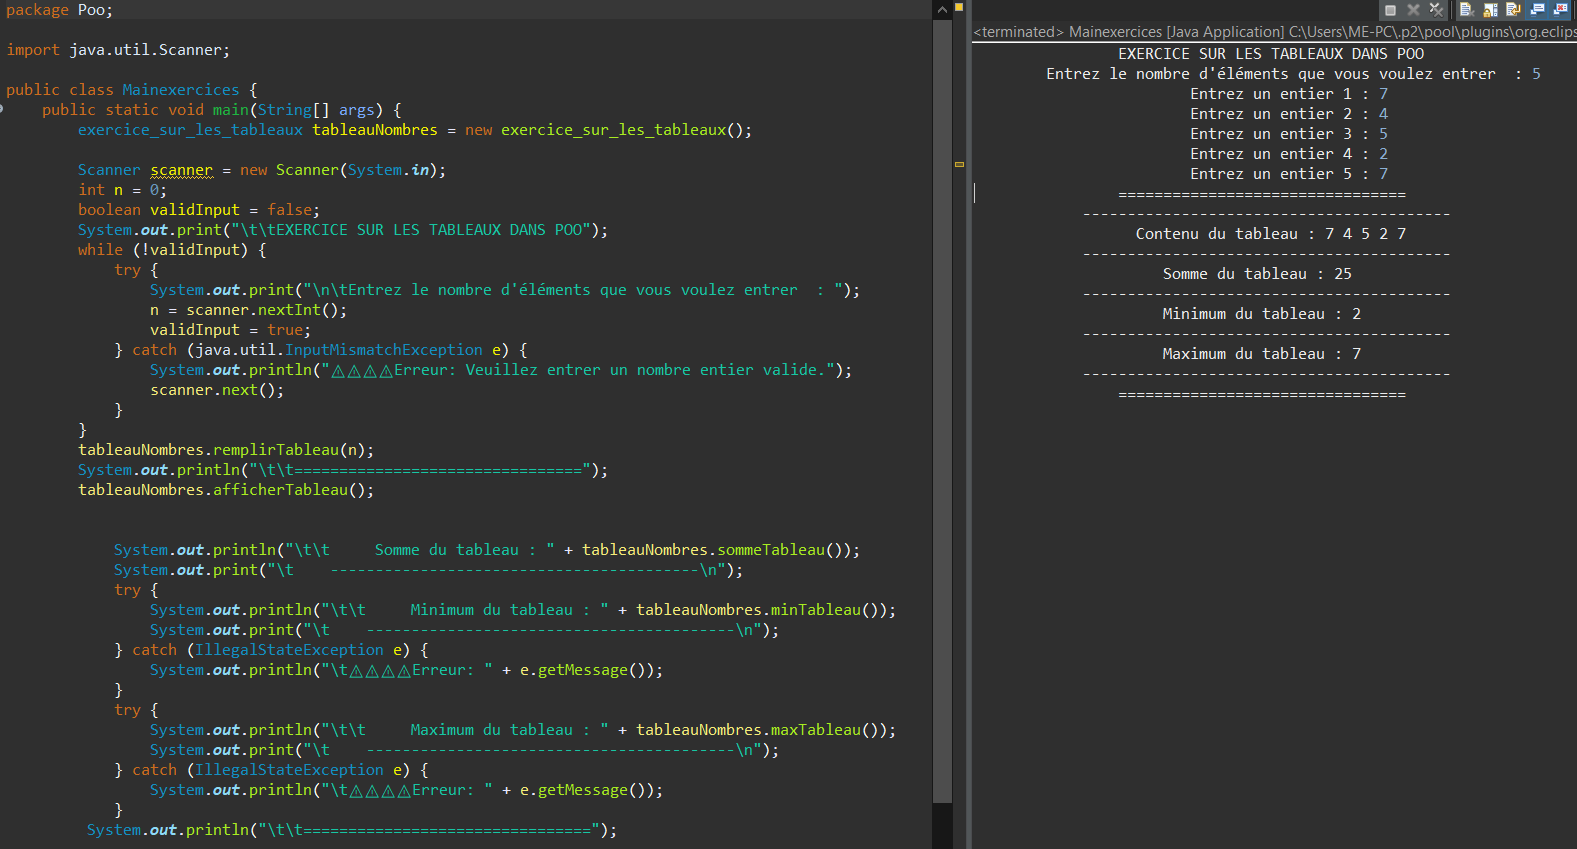 package Poo;
import java.util.Scanner;
public class Mainexercices {
public static void main(String[] args) {
exercice_sur_les_tableaux tableauNombres = new exercice_sur_les_tableaux();
Scanner scanner = new Scanner(System.in);
int n = 0;
boolean validInput = false;
System.out.print("\t\tEXERCICE SUR LES TABLEAUX DANS POO");
while (!validInput) {
try {
System.out.print("\n\tEntrez le nombre d'éléments que vous voulez entrer  : ");
n = scanner.nextInt();
validInput = true;
} catch (java.util.InputMismatchException e) {
System.out.println("⚠⚠⚠⚠Erreur: Veuillez entrer un nombre entier valide.");
scanner.next();
}
}
tableauNombres.remplirTableau(n);
System.out.println("\t\t================================");
tableauNombres.afficherTableau();
System.out.println("\t\t     Somme du tableau : " + tableauNombres.sommeTableau());
System.out.print("\t    -----------------------------------------\n");
try {
System.out.println("\t\t     Minimum du tableau : " + tableauNombres.minTableau());
System.out.print("\t    -----------------------------------------\n");
} catch (IllegalStateException e) {
System.out.println("\t⚠⚠⚠⚠Erreur: " + e.getMessage());
}
try {
System.out.println("\t\t     Maximum du tableau : " + tableauNombres.maxTableau());
System.out.print("\t    -----------------------------------------\n");
} catch (IllegalStateException e) {
System.out.println("\t⚠⚠⚠⚠Erreur: " + e.getMessage());
}
System.out.println("\t\t================================");
<terminated> Mainexercices [Java Application] C:\Users\ME-PC\.p2\pool\plugins\org.eclips
EXERCICE SUR LES TABLEAUX DANS POO
Entrez le nombre d'éléments que vous voulez entrer  : 5
Entrez un entier 1 : 7
Entrez un entier 2 : 4
Entrez un entier 3 : 5
Entrez un entier 4 : 2
Entrez un entier 5 : 7
================================
-----------------------------------------
Contenu du tableau : 7 4 5 2 7
-----------------------------------------
Somme du tableau : 25
-----------------------------------------
Minimum du tableau : 2
-----------------------------------------
Maximum du tableau : 7
-----------------------------------------
================================